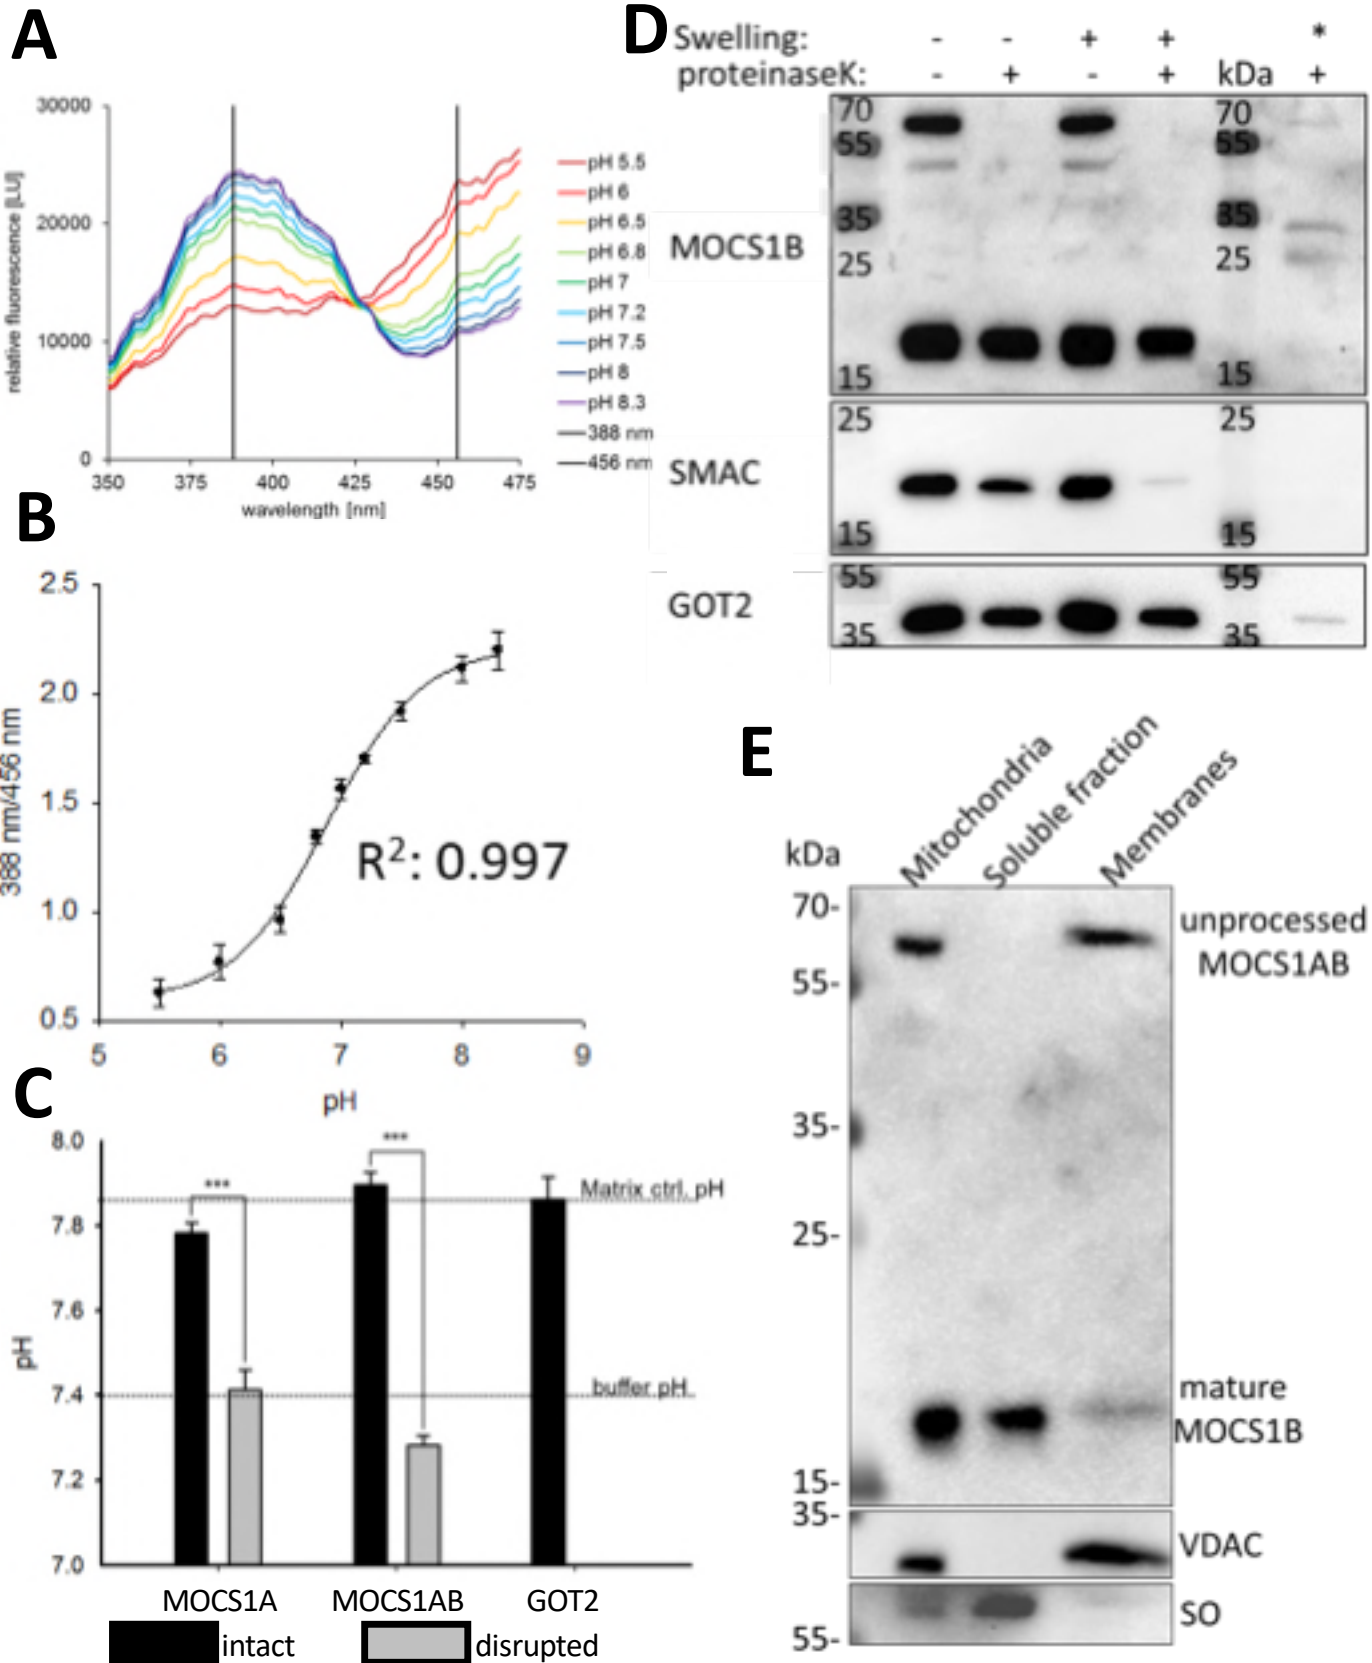 A
30000
20000
10000
0
relative fluorescence [LU]
350 375 400 425 450 475
wavelength [nm]
pH 5.5
pH 6
pH 6.5
pH 6.8
pH 7
pH 7.2
pH 7.5
pH 8
pH 8.3
388 nm
456 nm
B
2.5
2.0
1.5
1.0
0.5
388 nm/456 nm
R²: 0.997
5 6 7 8 9
pH
C
8.0
7.8
7.6
7.4
7.2
7.0
pH
***
***
Matrix ctrl. pH
buffer pH
MOCS1A MOCS1AB GOT2
intact disrupted
D
Swelling: - - + + *
proteinaseK: - + - + kDa +
MOCS1B
70 70
55 55
35 35
25 25
15 15
SMAC
25 25
15 15
GOT2
55 55
35 35
E
Mitochondria
Soluble fraction
Membranes
kDa
70-
55-
35-
25-
15-
35-
55-
unprocessed
MOCS1AB
mature
MOCS1B
VDAC
SO